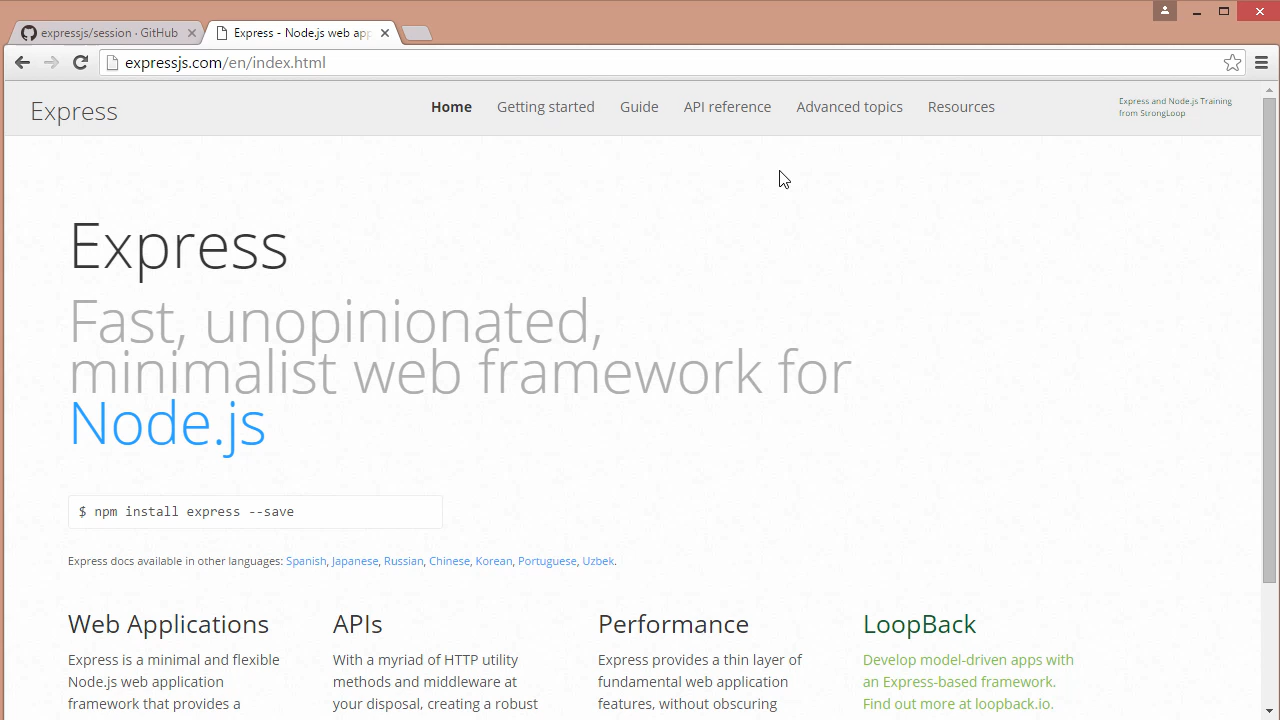 expressjs/session · GitHub
Express - Node.js web app
expressjs.com/en/index.html
Express
Home
Getting started
Guide
API reference
Advanced topics
Resources
Express and Node.js Training
from StrongLoop
Express
Fast, unopinionated,
minimalist web framework for
Node.js
$ npm install express --save
Express docs available in other languages: Spanish, Japanese, Russian, Chinese, Korean, Portuguese, Uzbek.
Web Applications
Express is a minimal and flexible
Node.js web application
framework that provides a
APIs
With a myriad of HTTP utility
methods and middleware at
your disposal, creating a robust
Performance
Express provides a thin layer of
fundamental web application
features, without obscuring
LoopBack
Develop model-driven apps with
an Express-based framework.
Find out more at loopback.io.